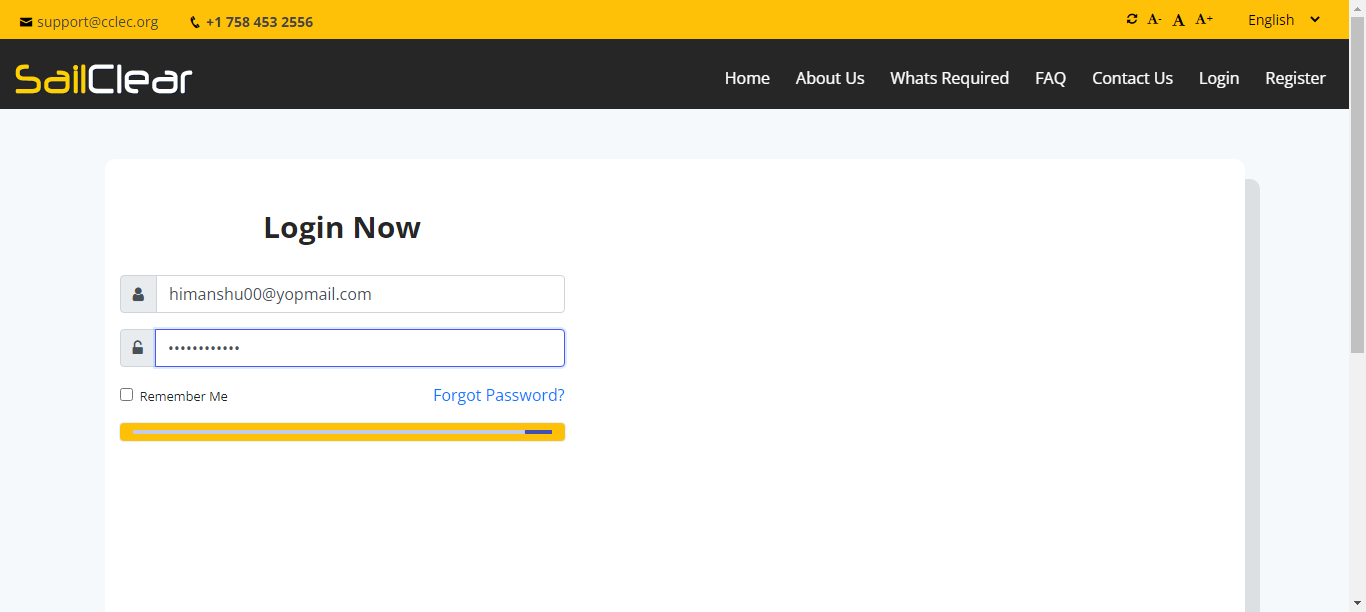 support@cclec.org +1 758 453 2556 A- A A+ English
SailClear Home About Us Whats Required FAQ Contact Us Login Register
Login Now
himanshu00@yopmail.com
••••••••••••
Remember Me Forgot Password?